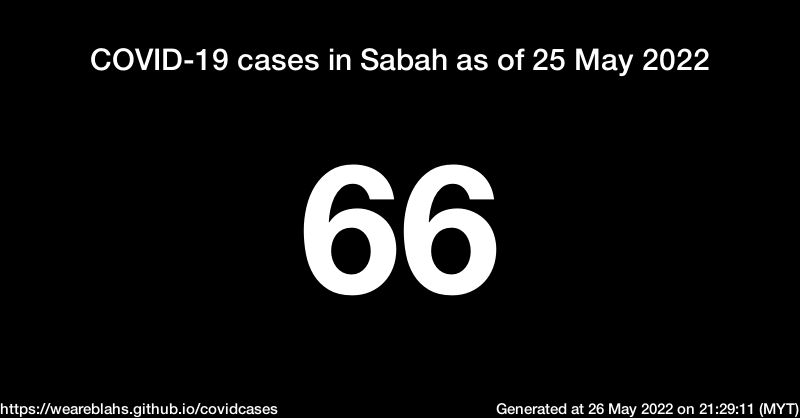 COVID-19 cases in Sabah as of 25 May 2022
66
https://weareblahs.github.io/covidcases
Generated at 26 May 2022 on 21:29:11 (MYT)